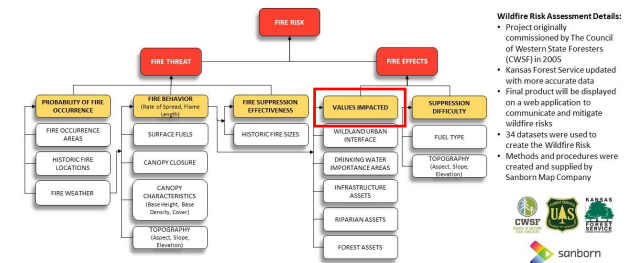 FIRE RISK
FIRE THREAT
FIRE EFFECTS
PROBABILITY OF FIRE
OCCURRENCE
FIRE BEHAVIOR
(Rate of Spread, Flame
Length)
FIRE SUPPRESSION
EFFECTIVENESS
VALUES IMPACTED
SUPPRESSION
DIFFICULTY
FIRE OCCURRENCE
AREAS
HISTORIC FIRE
LOCATIONS
FIRE WEATHER
SURFACE FUELS
CANOPY CLOSURE
CANOPY
CHARACTERISTICS
(Base Height, Base
Density, Cover)
TOPOGRAPHY
(Aspect, Slope,
Elevation)
HISTORIC FIRE SIZES
WILDLAND URBAN
INTERFACE
DRINKING WATER
IMPORTANCE AREAS
INFRASTRUCTURE
ASSETS
RIPARIAN ASSETS
FOREST ASSETS
FUEL TYPE
TOPOGRAPHY
(Aspect, Slope,
Elevation)
Wildfire Risk Assessment Details:
• Project originally
commissioned by The Council
of Western State Foresters
(CWSF) in 2005
• Kansas Forest Service updated
with more accurate data
• Final product will be displayed
on a web application to
communicate and mitigate
wildfire risks
• 34 datasets were used to
create the Wildfire Risk
• Methods and procedures were
created and supplied by
Sanborn Map Company
CWSF
UAS
KANSAS
FOREST
SERVICE
sanborn